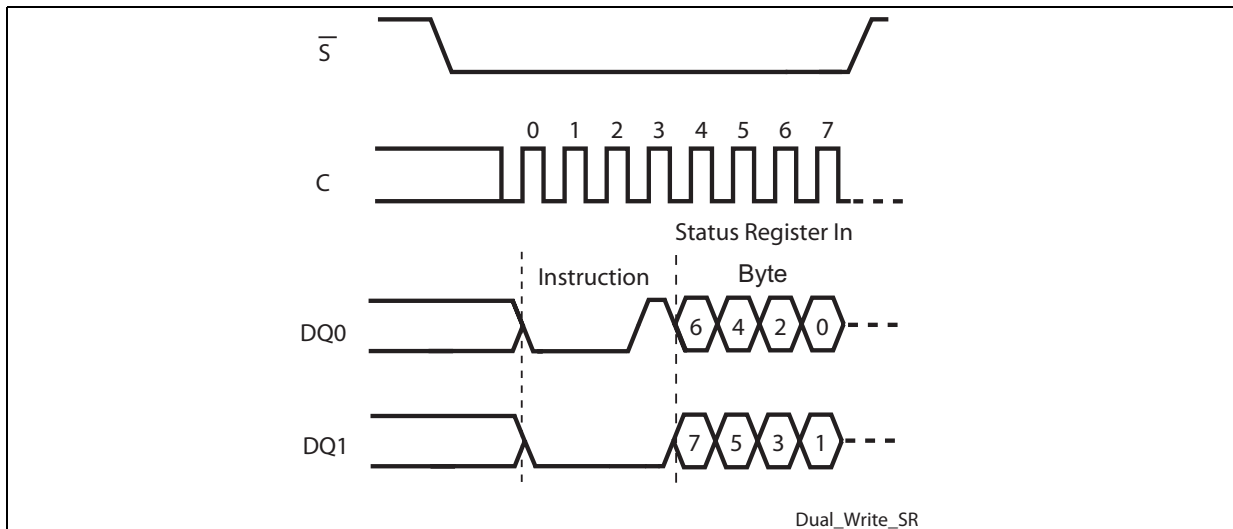 S̅
0 1 2 3 4 5 6 7
C
Status Register In
Instruction Byte
DQ0 6 4 2 0
DQ1 7 5 3 1
Dual_Write_SR